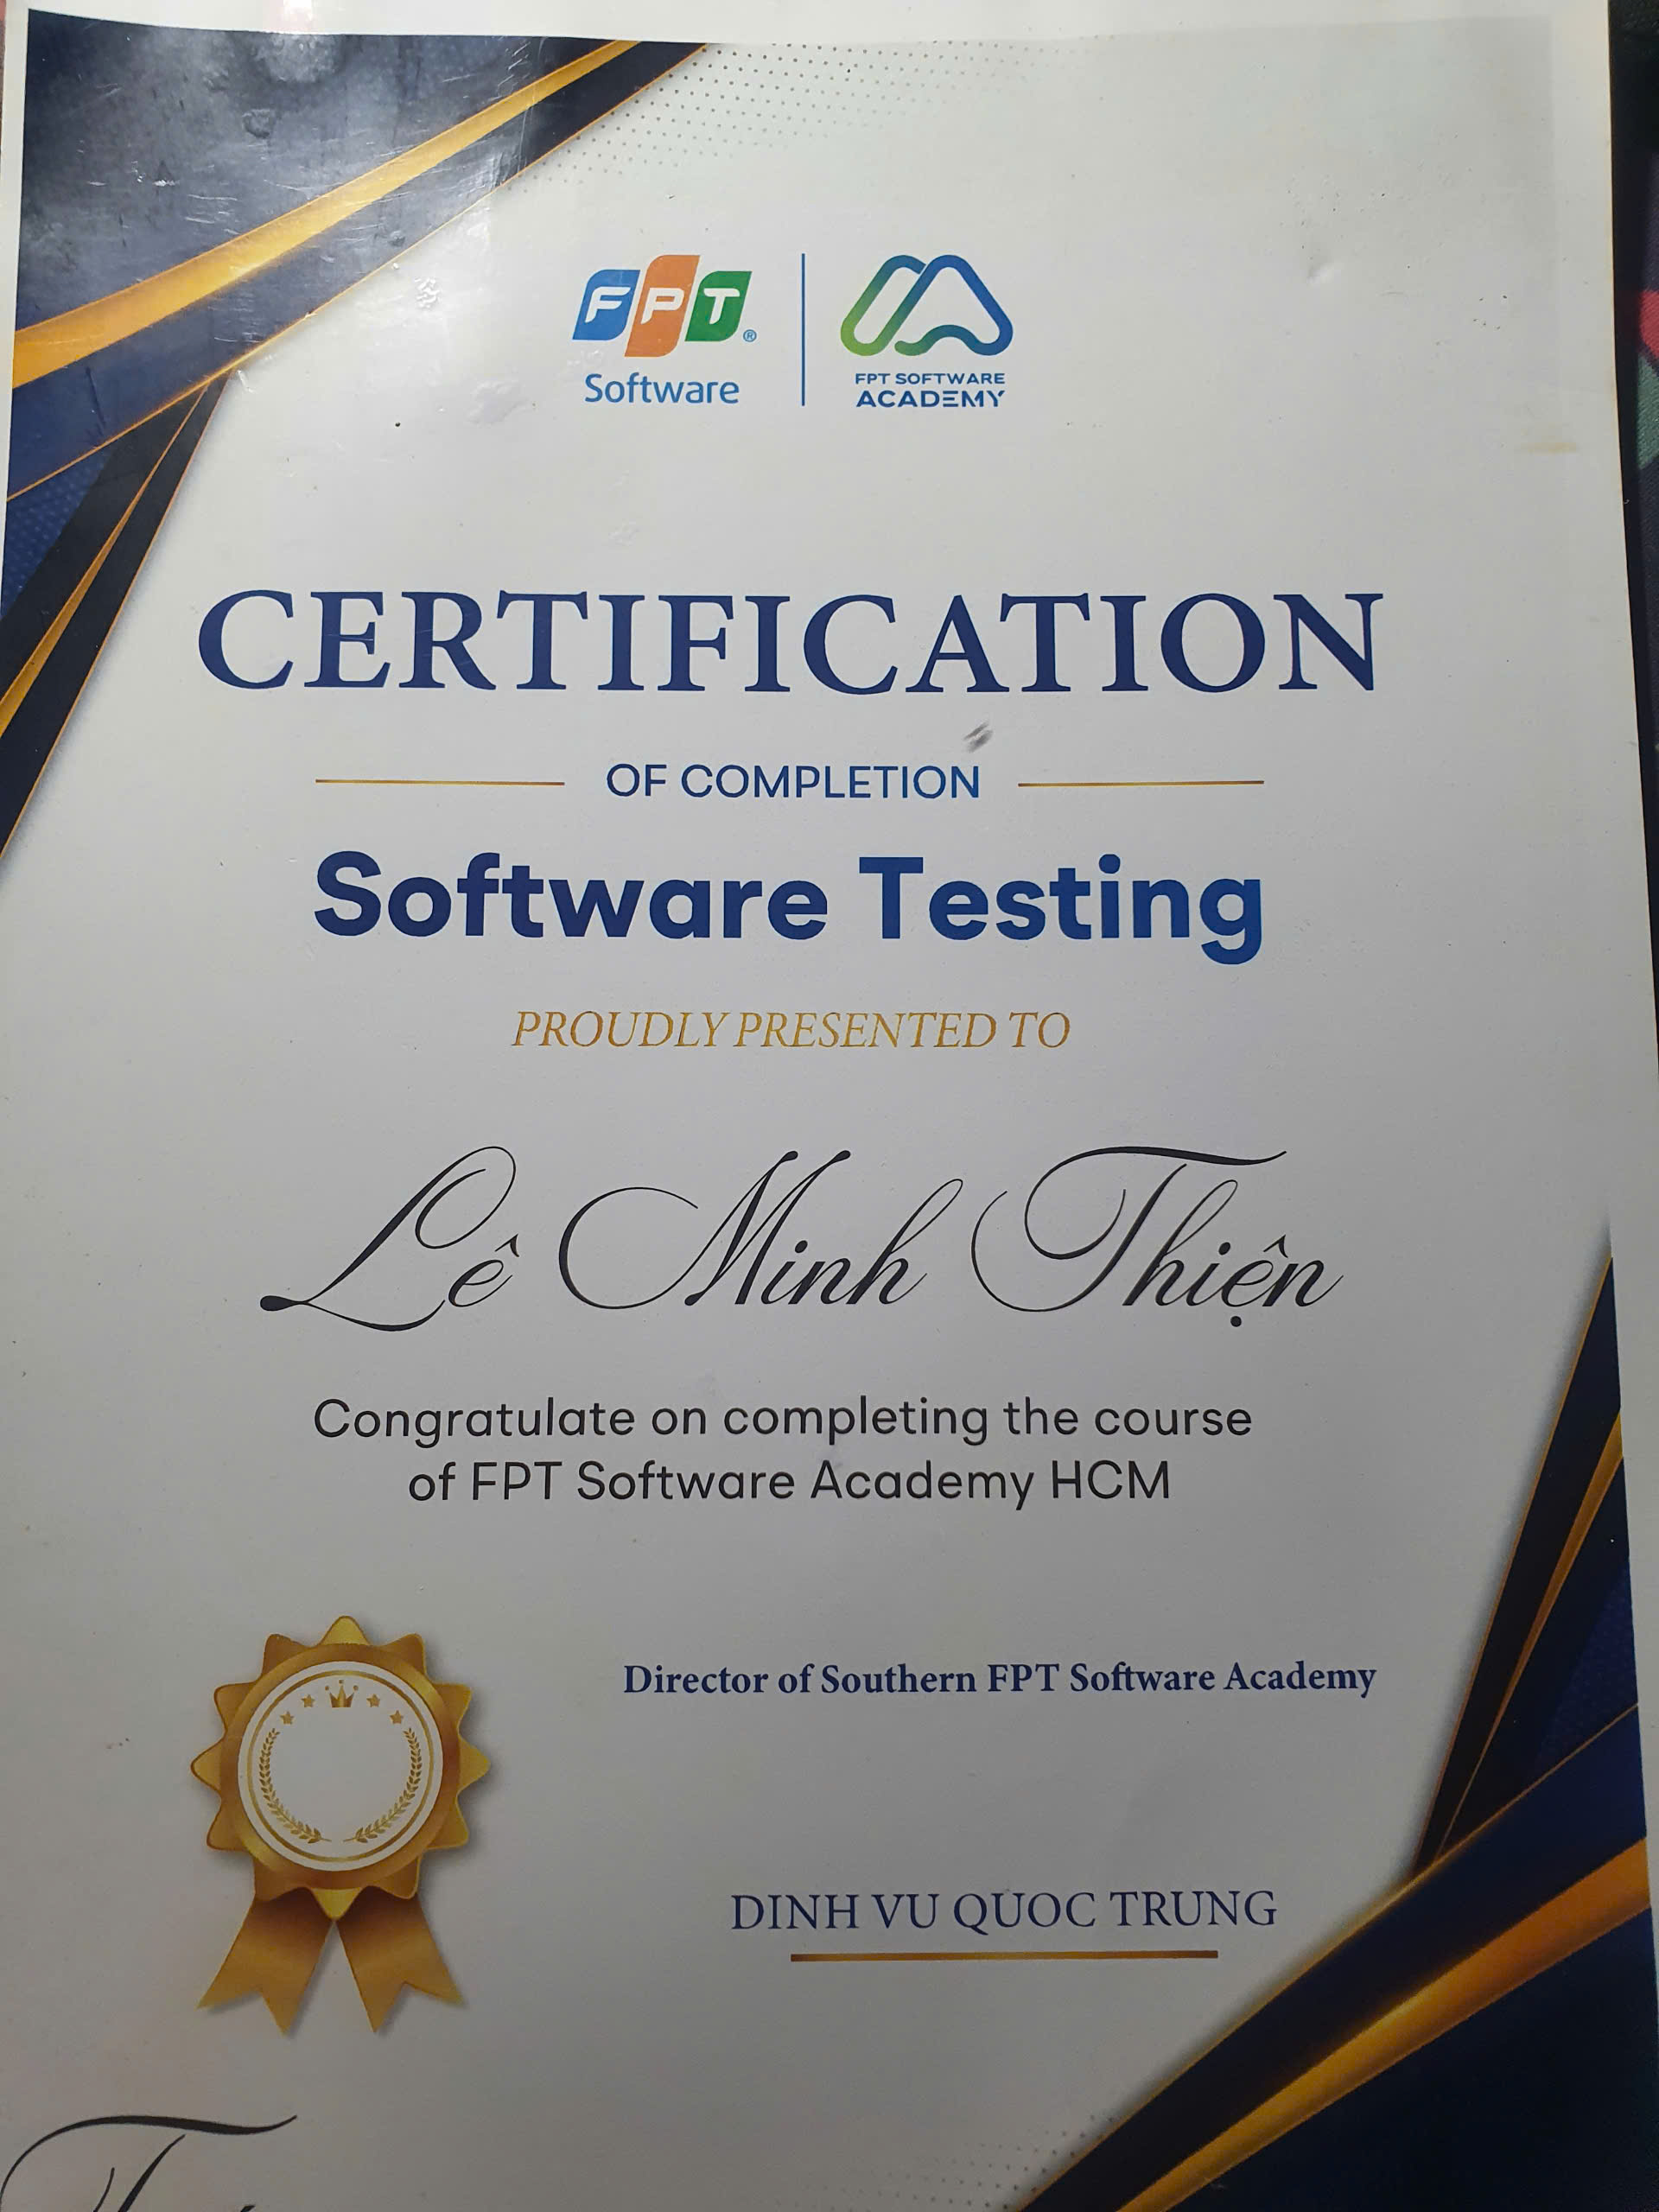 FPT®
Software
FPT SOFTWARE
ACADEMY
CERTIFICATION
OF COMPLETION
Software Testing
PROUDLY PRESENTED TO
Lê Minh Thiện
Congratulate on completing the course
of FPT Software Academy HCM
Director of Southern FPT Software Academy
DINH VU QUOC TRUNG